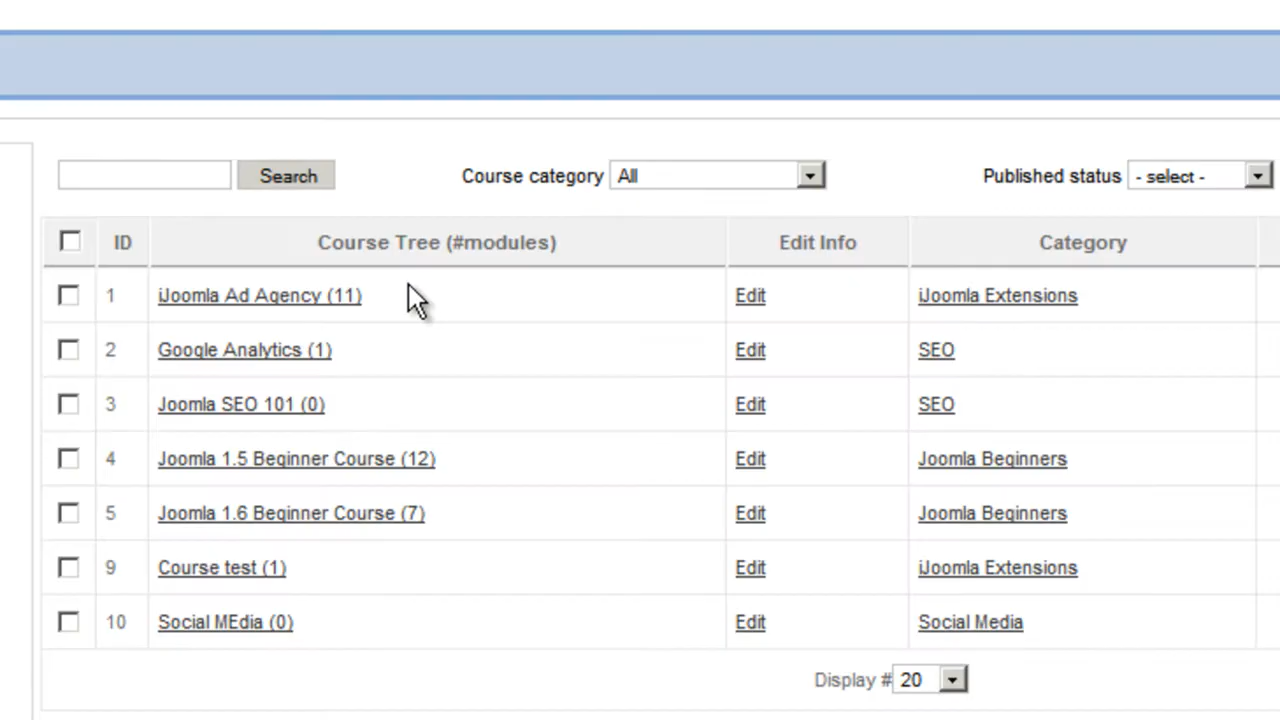 Search Course category All Published status - select -
ID Course Tree (#modules) Edit Info Category
1 iJoomla Ad Agency (11) Edit iJoomla Extensions
2 Google Analytics (1) Edit SEO
3 Joomla SEO 101 (0) Edit SEO
4 Joomla 1.5 Beginner Course (12) Edit Joomla Beginners
5 Joomla 1.6 Beginner Course (7) Edit Joomla Beginners
9 Course test (1) Edit iJoomla Extensions
10 Social MEdia (0) Edit Social Media
Display # 20